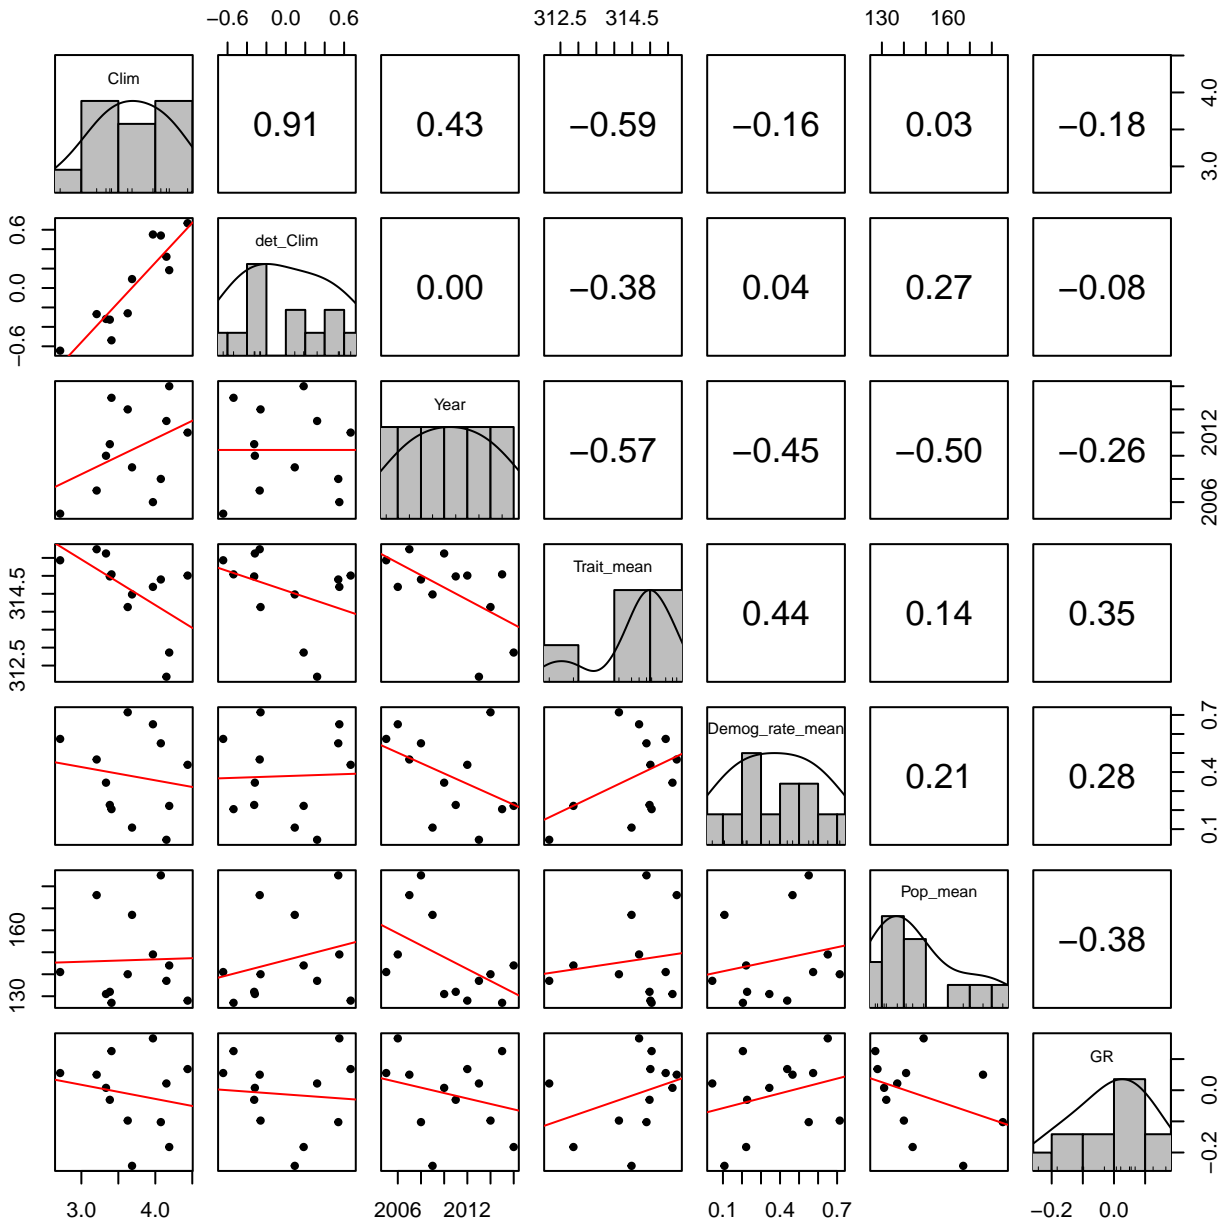 −0.6 0.0 0.6 312.5 314.5 130 160
Clim 0.91 0.43 −0.59 −0.16 0.03 −0.18 3.0 4.0
−0.6 0.0 0.6 det_Clim 0.00 −0.38 0.04 0.27 −0.08
Year −0.57 −0.45 −0.50 −0.26 2006 2012
312.5 314.5 Trait_mean 0.44 0.14 0.35
Demog_rate_mean 0.21 0.28 0.1 0.4 0.7
130 160 Pop_mean −0.38
GR −0.2 0.0
3.0 4.0 2006 2012 0.1 0.4 0.7 −0.2 0.0